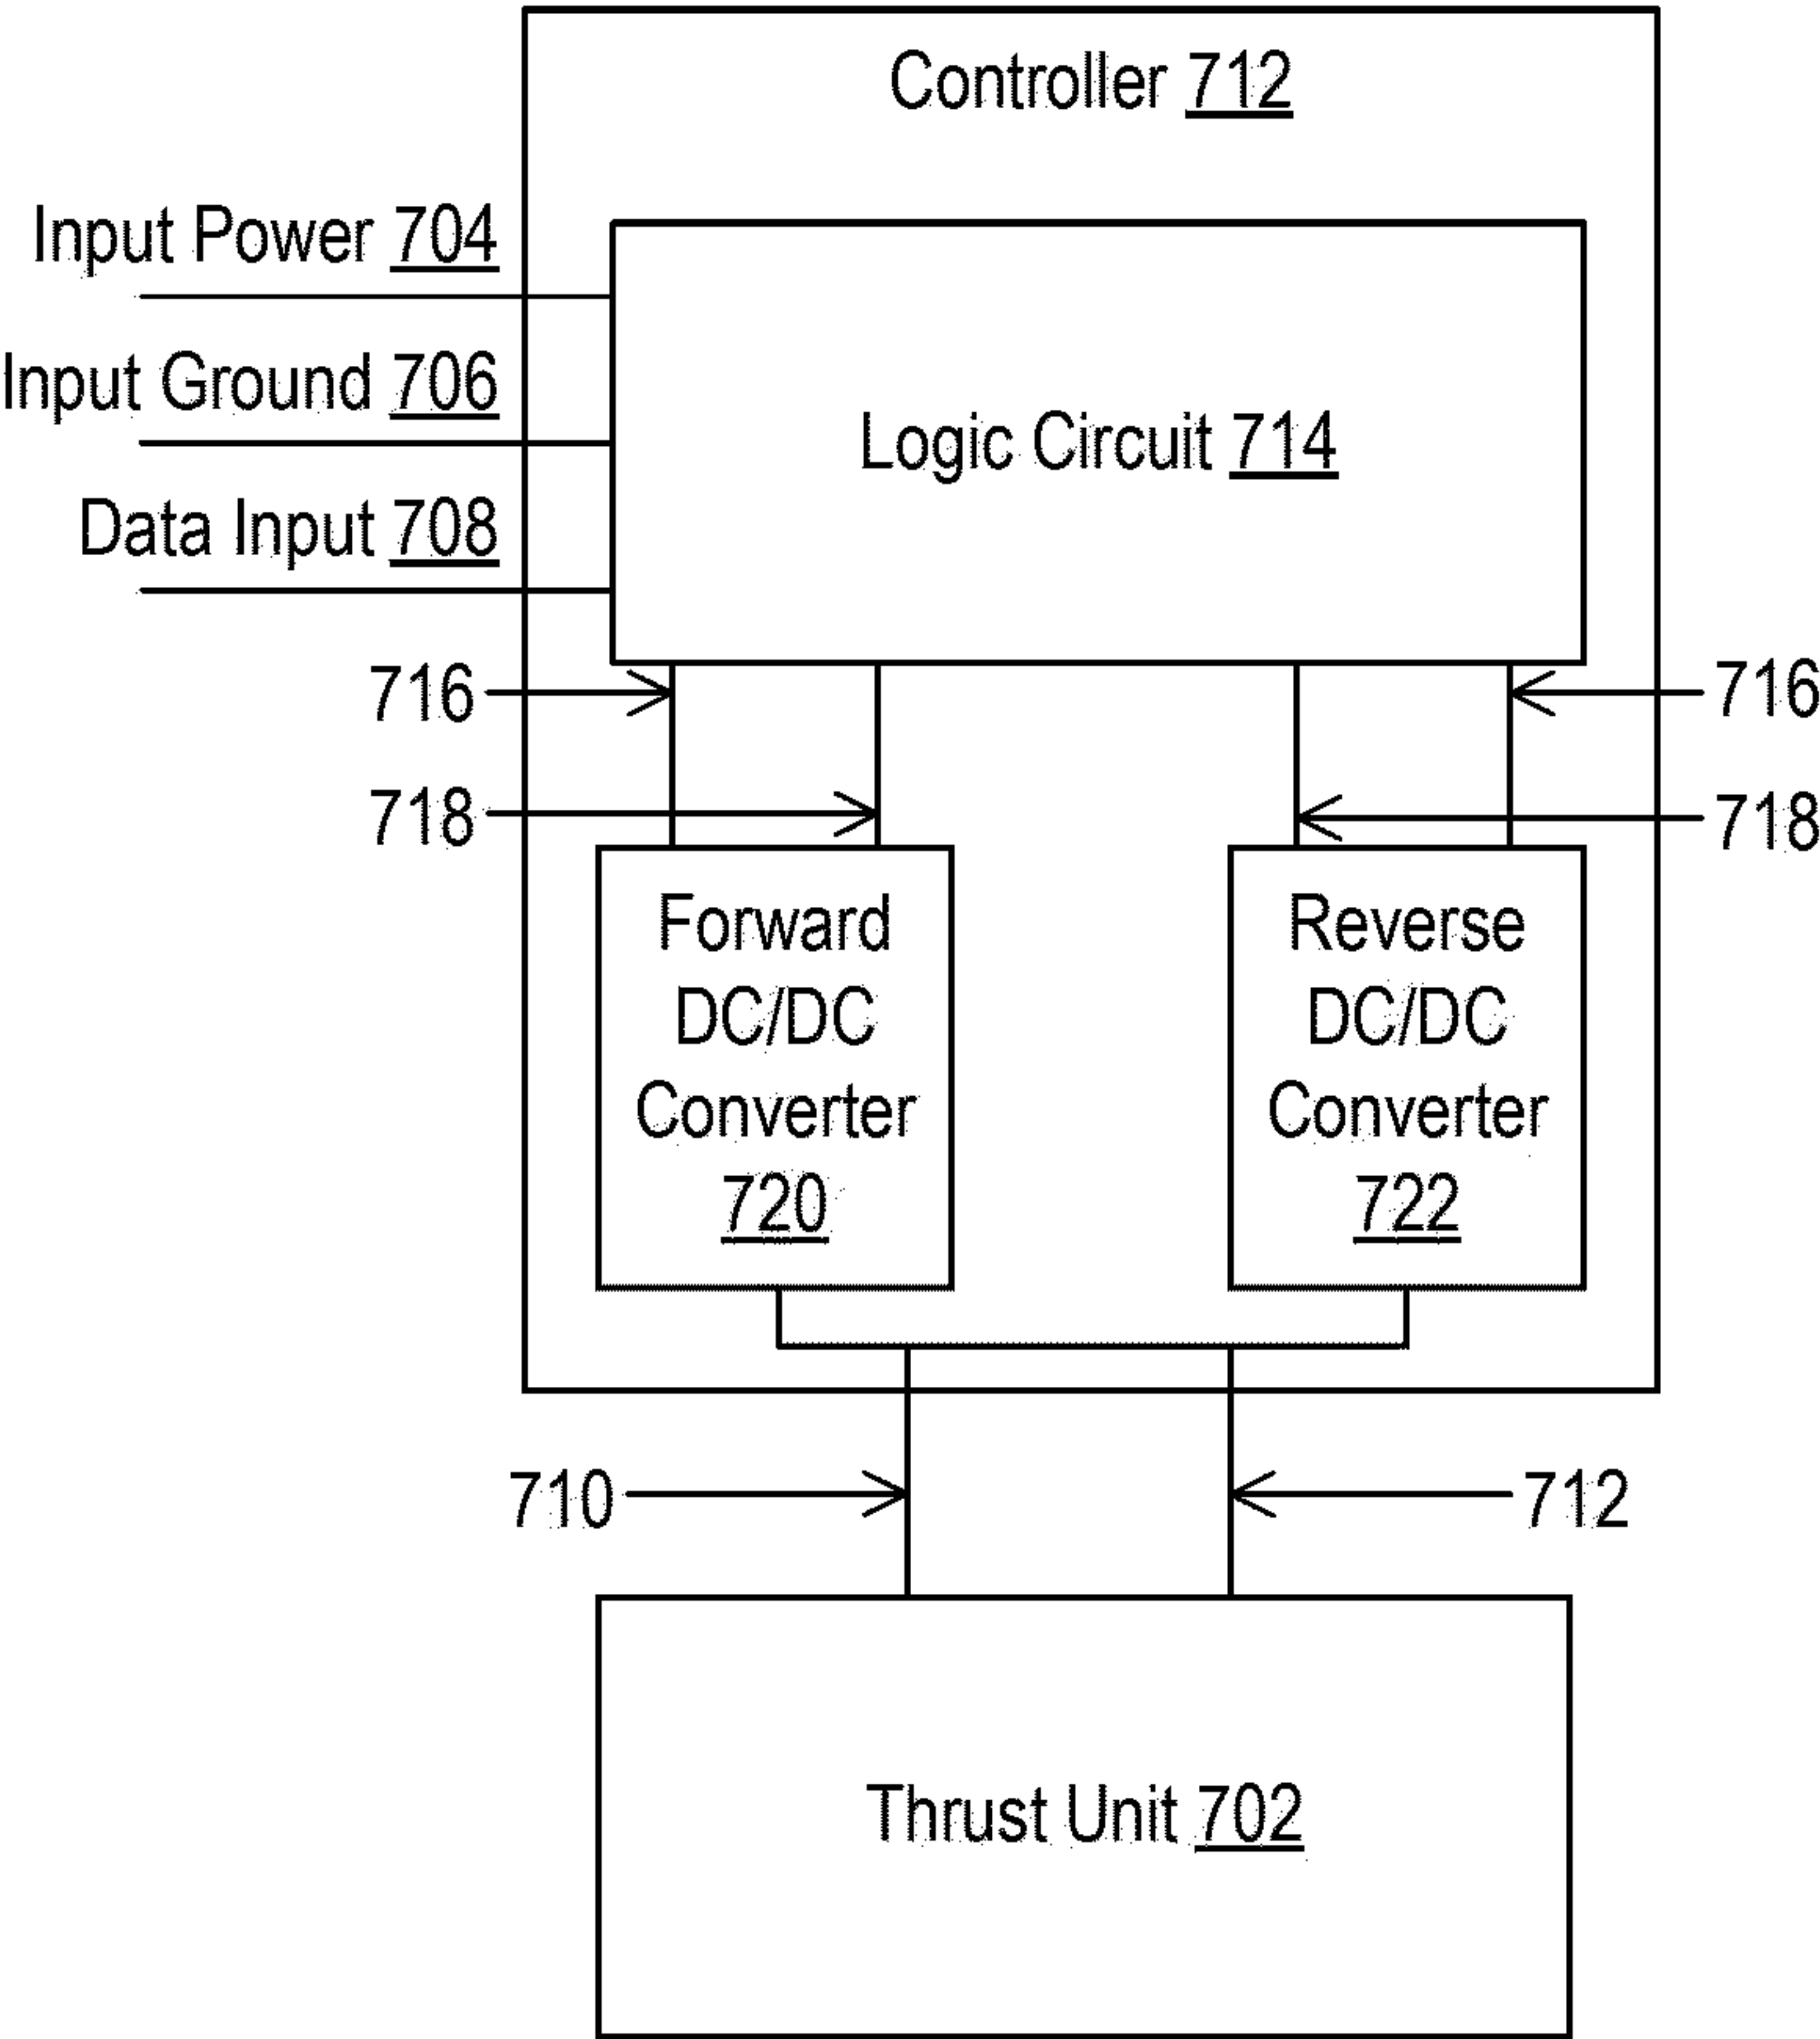 Controller 712
Input Power 704
Input Ground 706
Logic Circuit 714
Data Input 708
716
716
718
718
Forward
DC/DC
Converter
720
Reverse
DC/DC
Converter
722
710
712
Thrust Unit 702